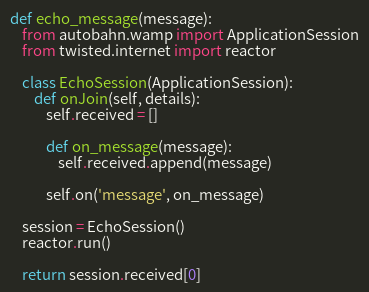 def echo_message(message):
    from autobahn.wamp import ApplicationSession
    from twisted.internet import reactor

    class EchoSession(ApplicationSession):
        def onJoin(self, details):
            self.received = []

            def on_message(message):
                self.received.append(message)

            self.on('message', on_message)

    session = EchoSession()
    reactor.run()

    return session.received[0]